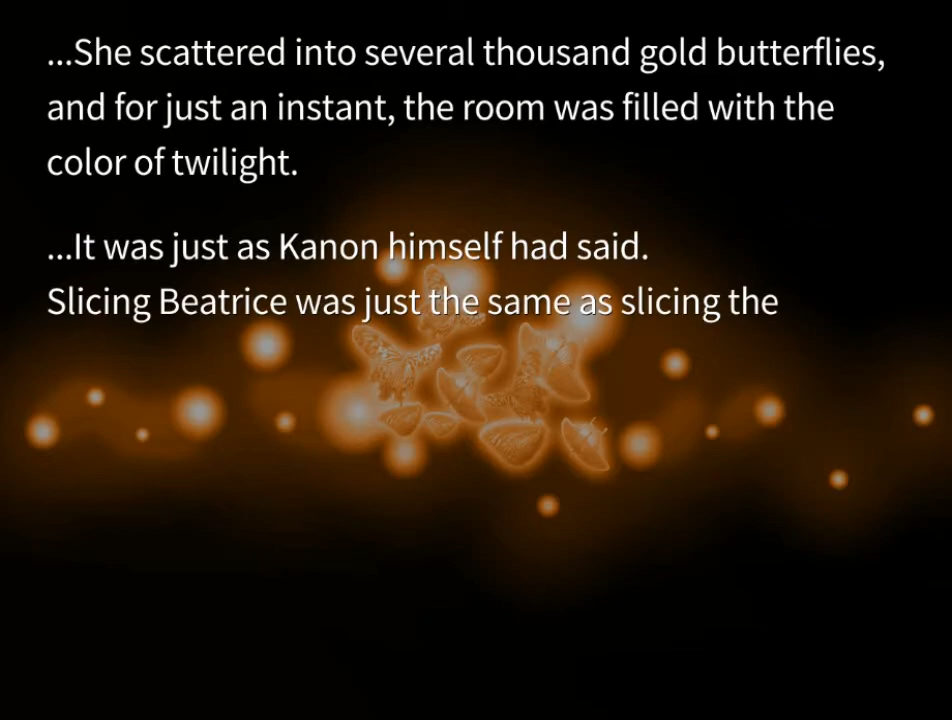 ...She scattered into several thousand gold butterflies,
and for just an instant, the room was filled with the
color of twilight.
...It was just as Kanon himself had said.
Slicing Beatrice was just the same as slicing the